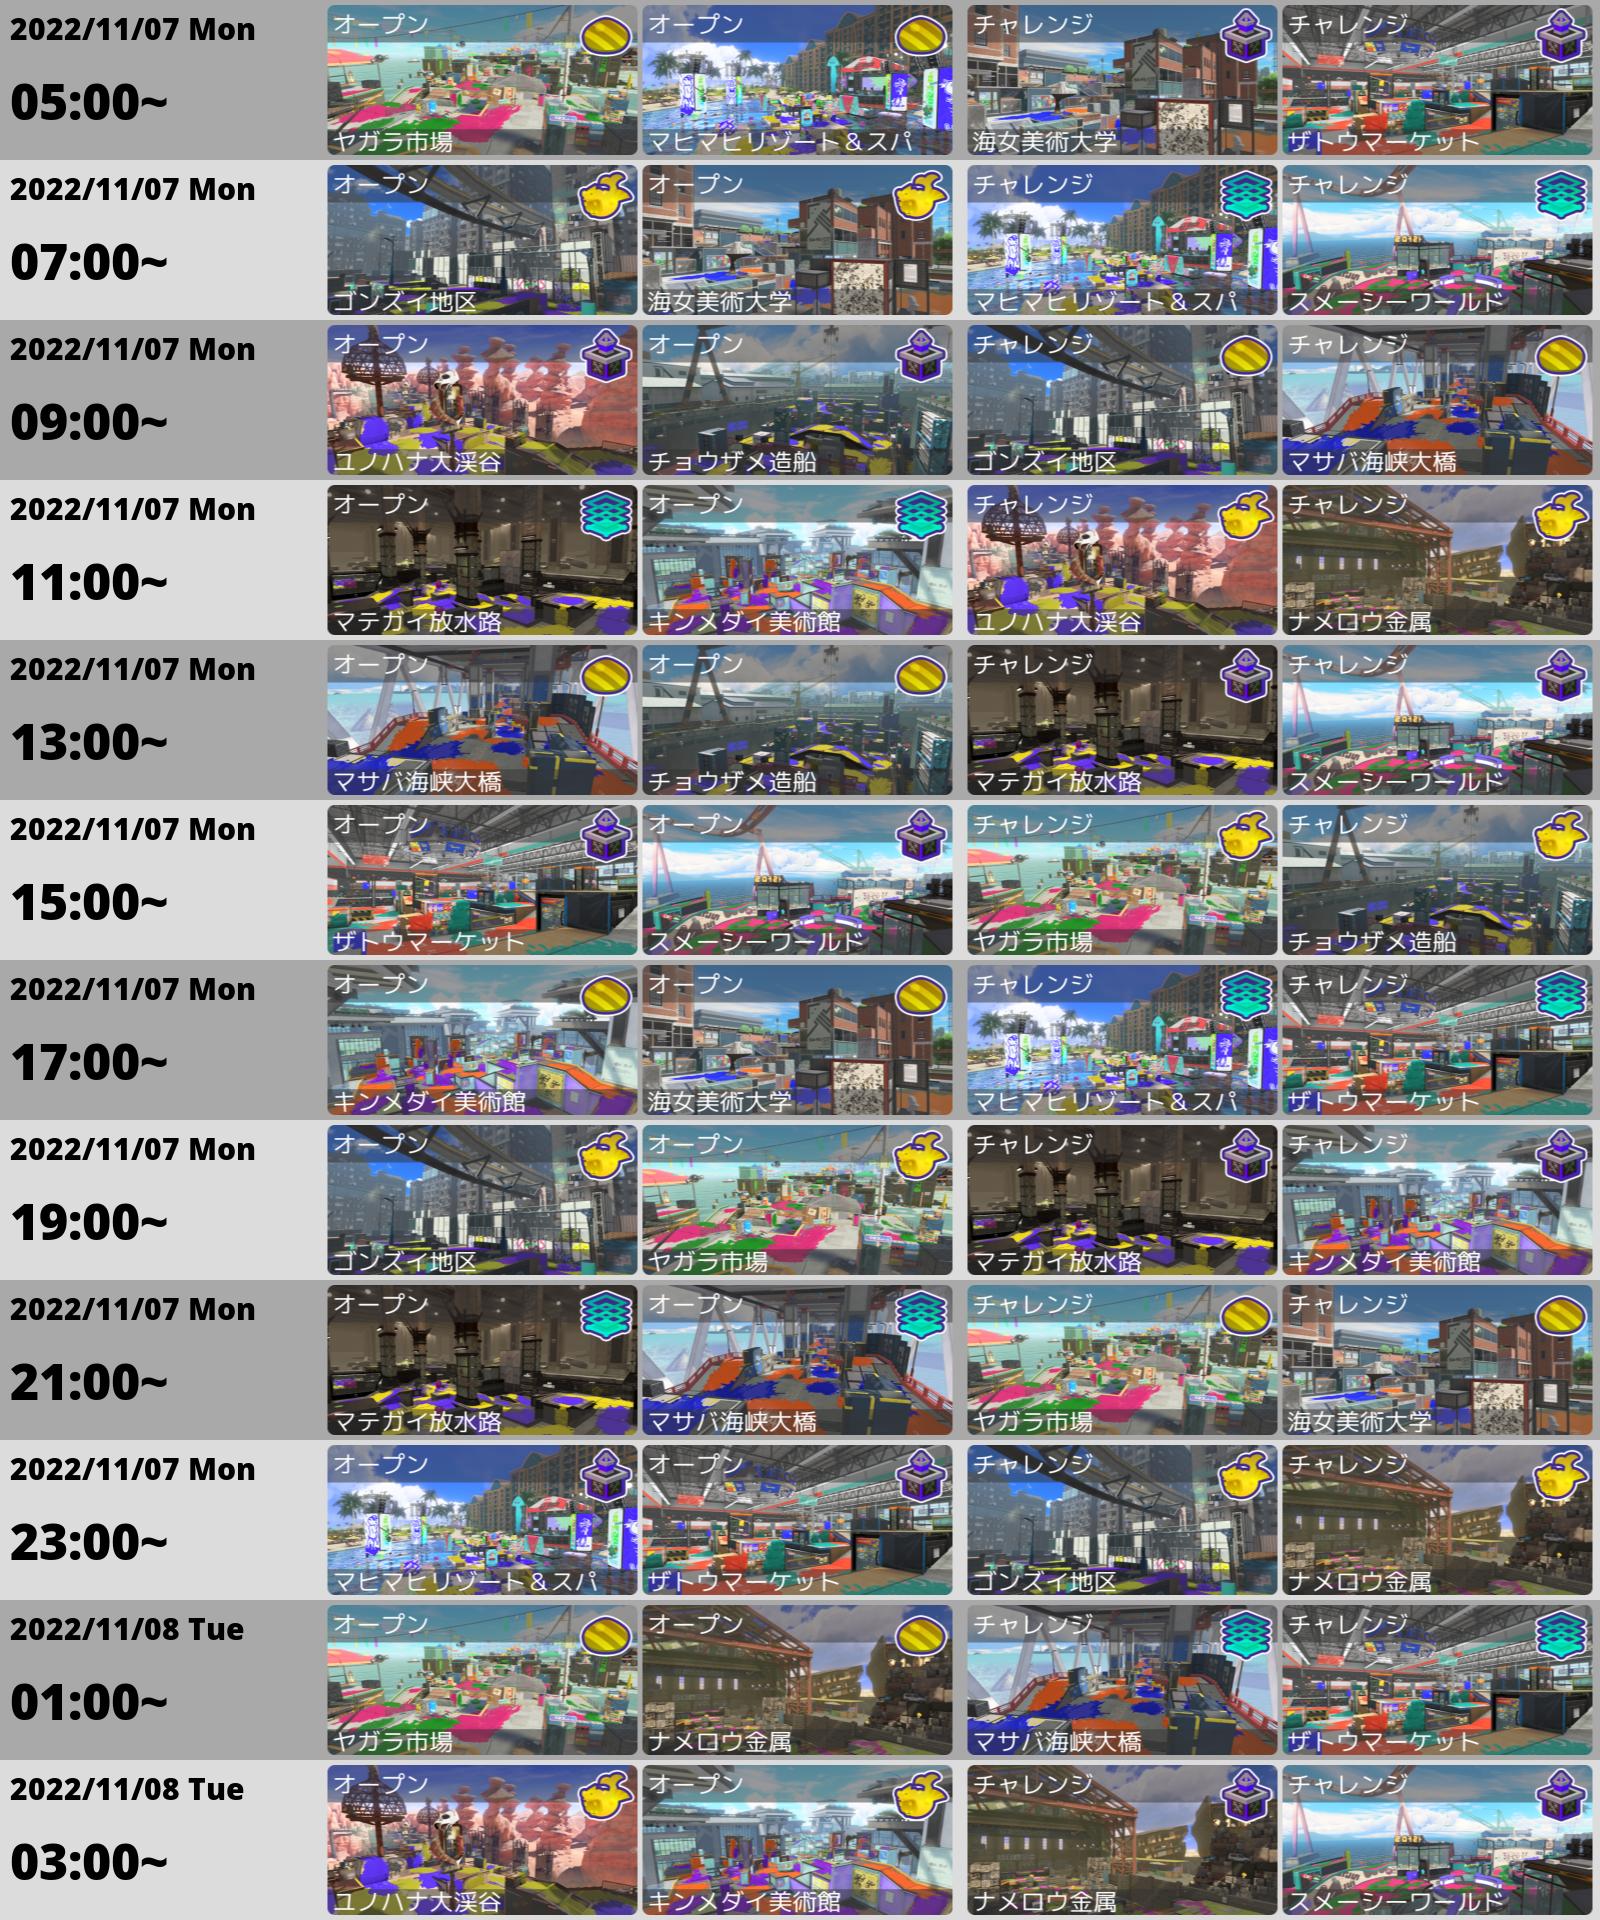 2022/11/07 Mon
05:00~
オープン
ヤガラ市場
オープン
マヒマヒリゾート＆スパ
チャレンジ
海女美術大学
チャレンジ
ザトウマーケット
2022/11/07 Mon
07:00~
オープン
ゴンズイ地区
オープン
海女美術大学
チャレンジ
マヒマヒリゾート＆スパ
チャレンジ
スメーシーワールド
2022/11/07 Mon
09:00~
オープン
ユノハナ大渓谷
オープン
チョウザメ造船
チャレンジ
ゴンズイ地区
チャレンジ
マサバ海峡大橋
2022/11/07 Mon
11:00~
オープン
マテガイ放水路
オープン
キンメダイ美術館
チャレンジ
ユノハナ大渓谷
チャレンジ
ナメロウ金属
2022/11/07 Mon
13:00~
オープン
マサバ海峡大橋
オープン
チョウザメ造船
チャレンジ
マテガイ放水路
チャレンジ
スメーシーワールド
2022/11/07 Mon
15:00~
オープン
ザトウマーケット
オープン
スメーシーワールド
チャレンジ
ヤガラ市場
チャレンジ
チョウザメ造船
2022/11/07 Mon
17:00~
オープン
キンメダイ美術館
オープン
海女美術大学
チャレンジ
マヒマヒリゾート＆スパ
チャレンジ
ザトウマーケット
2022/11/07 Mon
19:00~
オープン
ゴンズイ地区
オープン
ヤガラ市場
チャレンジ
マテガイ放水路
チャレンジ
キンメダイ美術館
2022/11/07 Mon
21:00~
オープン
マテガイ放水路
オープン
マサバ海峡大橋
チャレンジ
ヤガラ市場
チャレンジ
海女美術大学
2022/11/07 Mon
23:00~
オープン
マヒマヒリゾート＆スパ
オープン
ザトウマーケット
チャレンジ
ゴンズイ地区
チャレンジ
ナメロウ金属
2022/11/08 Tue
01:00~
オープン
ヤガラ市場
オープン
ナメロウ金属
チャレンジ
マサバ海峡大橋
チャレンジ
ザトウマーケット
2022/11/08 Tue
03:00~
オープン
ユノハナ大渓谷
オープン
キンメダイ美術館
チャレンジ
ナメロウ金属
チャレンジ
スメーシーワールド